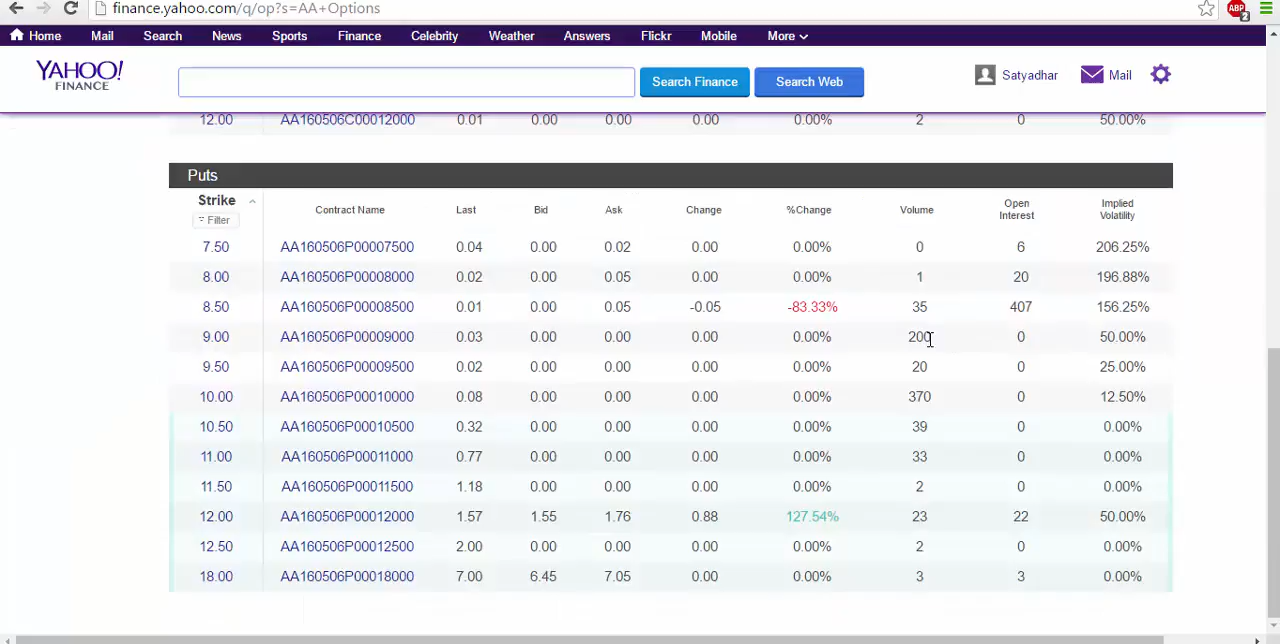 finance.yahoo.com/q/op?s=AA+Options
ABP 2
Home Mail Search News Sports Finance Celebrity Weather Answers Flickr Mobile More
YAHOO!
FINANCE
Search Finance Search Web Satyadhar Mail
12.00 AA160506C00012000 0.01 0.00 0.00 0.00 0.00% 2 0 50.00%
Puts
Strike Contract Name Last Bid Ask Change %Change Volume Open Interest Implied Volatility
Filter
7.50 AA160506P00007500 0.04 0.00 0.02 0.00 0.00% 0 6 206.25%
8.00 AA160506P00008000 0.02 0.00 0.05 0.00 0.00% 1 20 196.88%
8.50 AA160506P00008500 0.01 0.00 0.05 -0.05 -83.33% 35 407 156.25%
9.00 AA160506P00009000 0.03 0.00 0.00 0.00 0.00% 200 0 50.00%
9.50 AA160506P00009500 0.02 0.00 0.00 0.00 0.00% 20 0 25.00%
10.00 AA160506P00010000 0.08 0.00 0.00 0.00 0.00% 370 0 12.50%
10.50 AA160506P00010500 0.32 0.00 0.00 0.00 0.00% 39 0 0.00%
11.00 AA160506P00011000 0.77 0.00 0.00 0.00 0.00% 33 0 0.00%
11.50 AA160506P00011500 1.18 0.00 0.00 0.00 0.00% 2 0 0.00%
12.00 AA160506P00012000 1.57 1.55 1.76 0.88 127.54% 23 22 50.00%
12.50 AA160506P00012500 2.00 0.00 0.00 0.00 0.00% 2 0 0.00%
18.00 AA160506P00018000 7.00 6.45 7.05 0.00 0.00% 3 3 0.00%